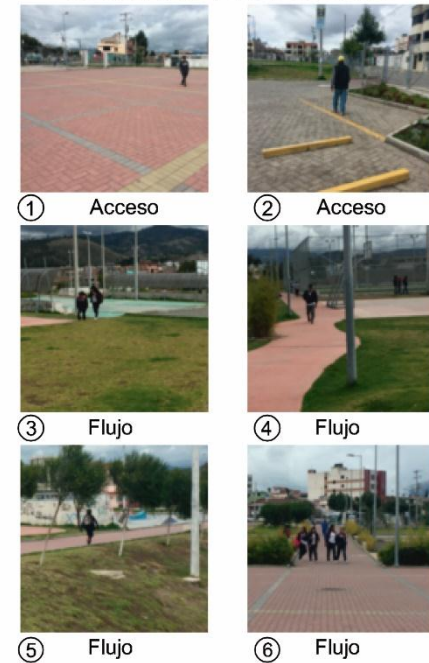 ① Acceso
② Acceso
③ Flujo
④ Flujo
⑤ Flujo
⑥ Flujo